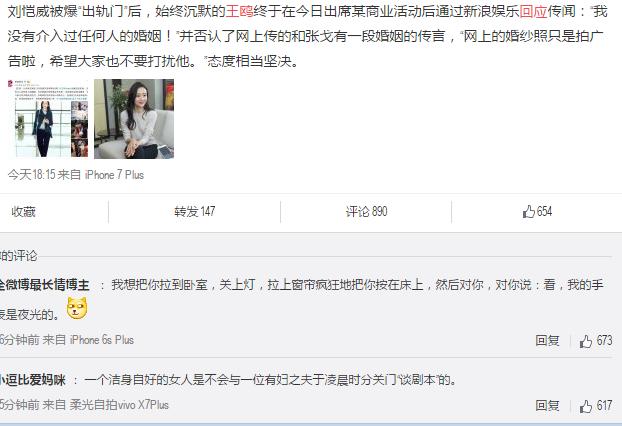 刘恺威被爆“出轨门”后，始终沉默的王鸥终于在今日出席某商业活动后通过新浪娱乐回应传闻：“我
没有介入过任何人的婚姻！”并否认了网上传的和张戈有一段婚姻的传言，“网上的婚纱照只是拍广
告啦，希望大家也不要打扰他。”态度相当坚决。
今天18:15 来自 iPhone 7 Plus
收藏 转发 147 评论 890 654
的评论
全微博最长情博主 ：我想把你拉到卧室，关上灯，拉上窗帘疯狂地把你按在床上，然后对你，对你说：看，我的手
表是夜光的。
6分钟前 来自 iPhone 6s Plus 回复 673
小逗比爱妈咪 ：一个洁身自好的女人是不会与一位有妇之夫于凌晨时分关门“谈剧本”的。
5分钟前 来自 柔光自拍vivo X7Plus 回复 617